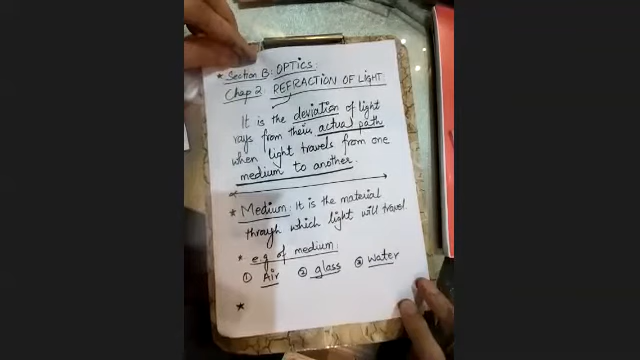 * Section B: OPTICS:
Chap 2 REFRACTION OF LIGHT:
It is the deviation of light
rays from their actual path
when light travels from one
medium to another.
* Medium: It is the material
through which light will travel.
* e.g of medium:
① Air ② glass ③ water
*